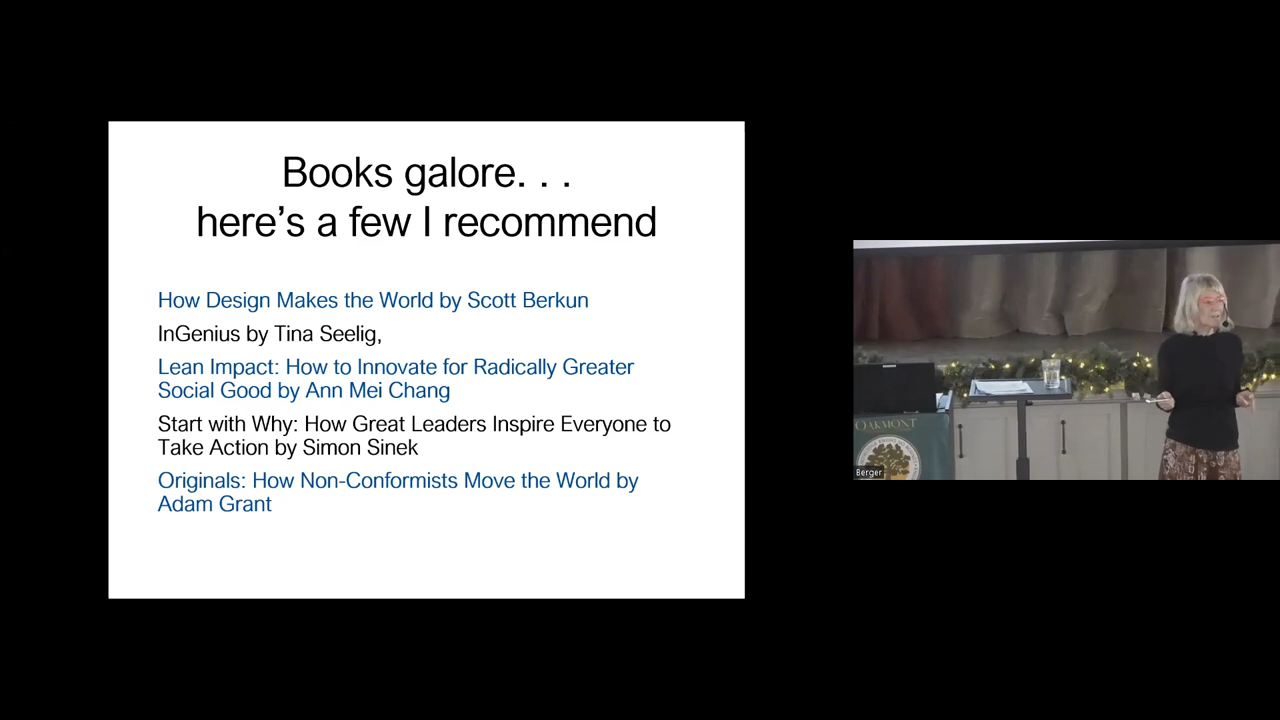 Books galore. . .
here’s a few I recommend
How Design Makes the World by Scott Berkun
InGenius by Tina Seelig,
Lean Impact: How to Innovate for Radically Greater
Social Good by Ann Mei Chang
Start with Why: How Great Leaders Inspire Everyone to
Take Action by Simon Sinek
Originals: How Non-Conformists Move the World by
Adam Grant
OAKMONT
Berger